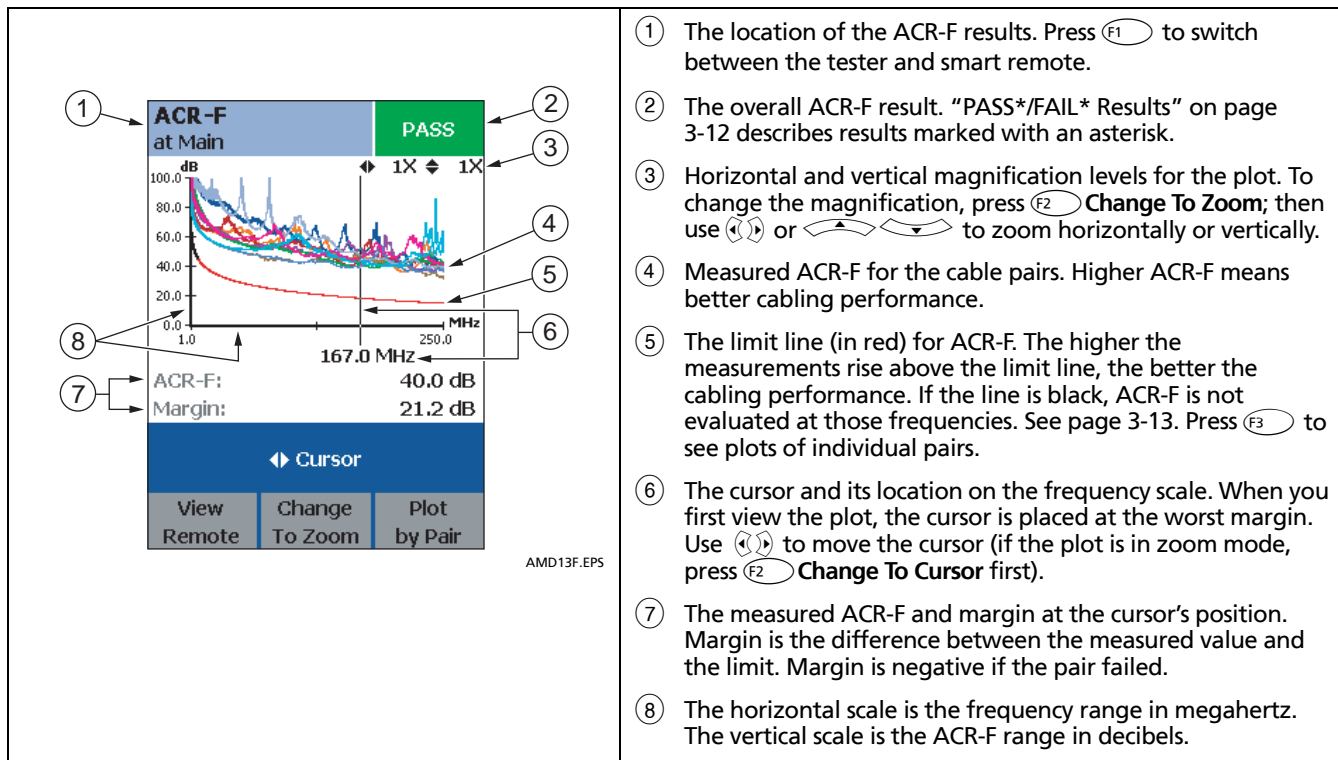 1
ACR-F
at Main
PASS
2
1X 1X
3
dB
100.0
80.0
60.0
40.0
20.0
0.0
1.0
250.0
MHz
167.0 MHz
4
5
6
8
7
ACR-F: 40.0 dB
Margin: 21.2 dB
Cursor
View Remote
Change To Zoom
Plot by Pair
AMD13F.EPS
1 The location of the ACR-F results. Press F1 to switch
between the tester and smart remote.
2 The overall ACR-F result. “PASS*/FAIL* Results” on page
3-12 describes results marked with an asterisk.
3 Horizontal and vertical magnification levels for the plot. To
change the magnification, press F2 Change To Zoom; then
use or to zoom horizontally or vertically.
4 Measured ACR-F for the cable pairs. Higher ACR-F means
better cabling performance.
5 The limit line (in red) for ACR-F. The higher the
measurements rise above the limit line, the better the
cabling performance. If the line is black, ACR-F is not
evaluated at those frequencies. See page 3-13. Press F3 to
see plots of individual pairs.
6 The cursor and its location on the frequency scale. When you
first view the plot, the cursor is placed at the worst margin.
Use to move the cursor (if the plot is in zoom mode,
press F2 Change To Cursor first).
7 The measured ACR-F and margin at the cursor’s position.
Margin is the difference between the measured value and
the limit. Margin is negative if the pair failed.
8 The horizontal scale is the frequency range in megahertz.
The vertical scale is the ACR-F range in decibels.